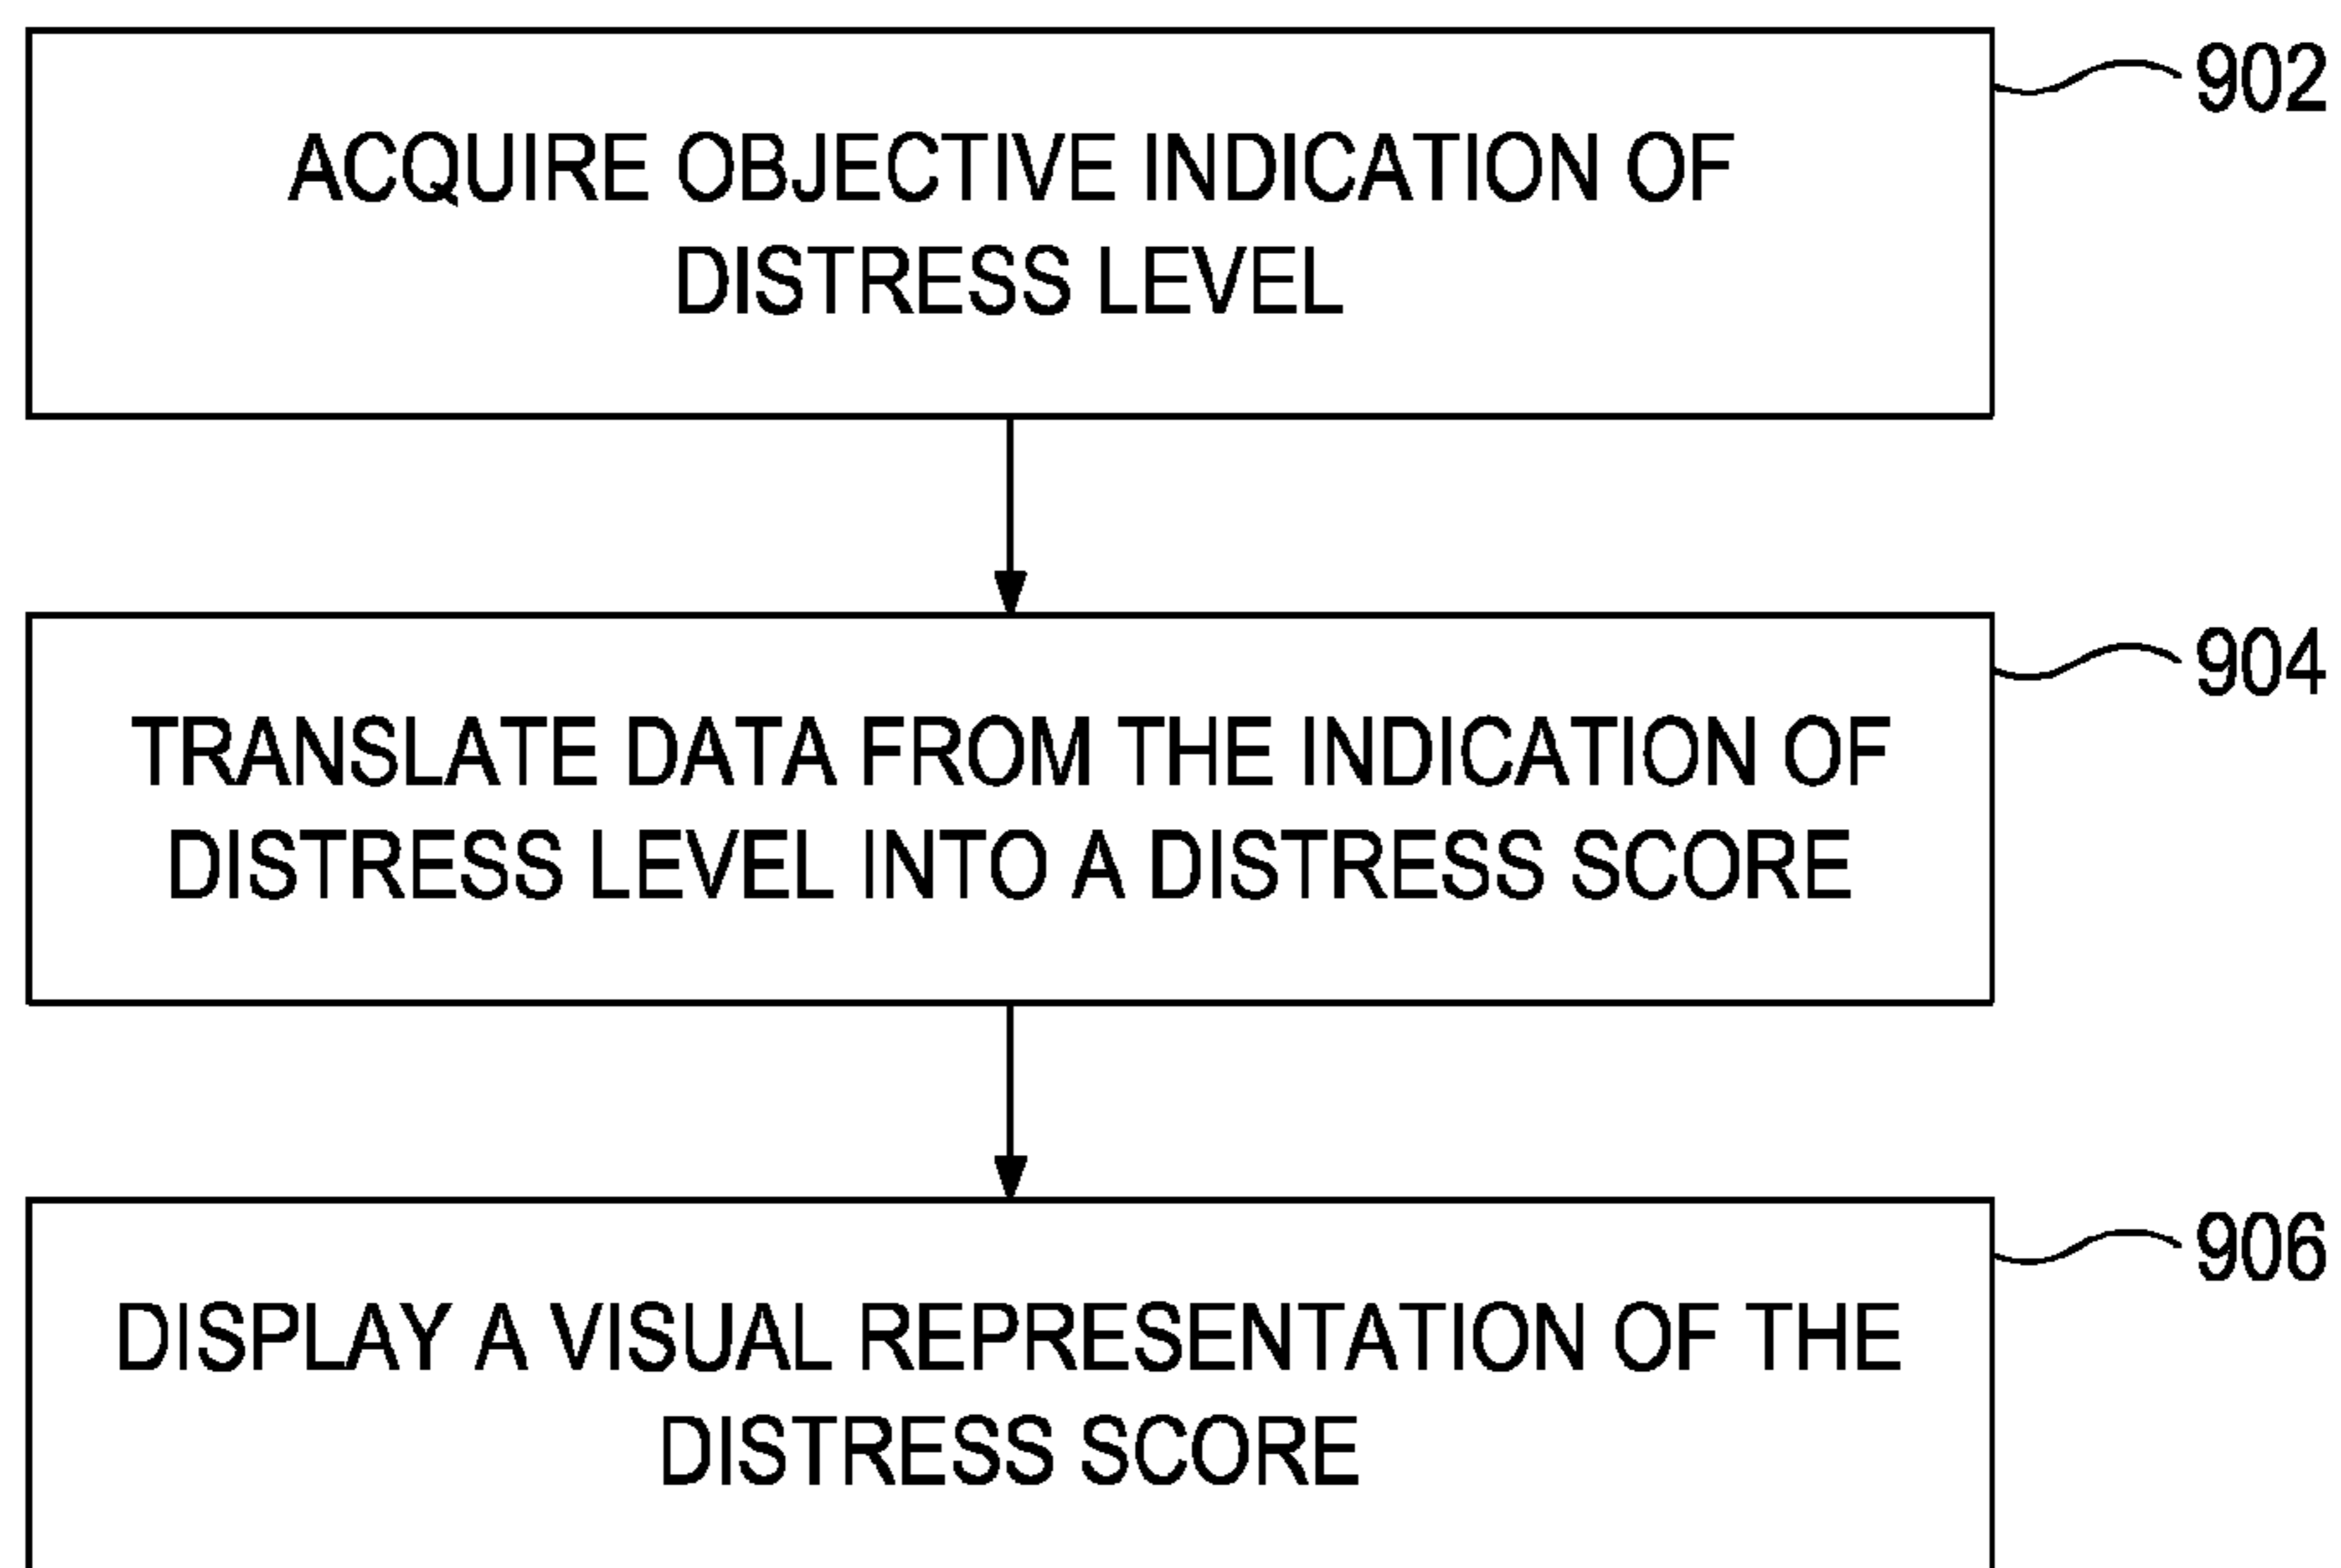 902
ACQUIRE OBJECTIVE INDICATION OF
DISTRESS LEVEL
904
TRANSLATE DATA FROM THE INDICATION OF
DISTRESS LEVEL INTO A DISTRESS SCORE
906
DISPLAY A VISUAL REPRESENTATION OF THE
DISTRESS SCORE